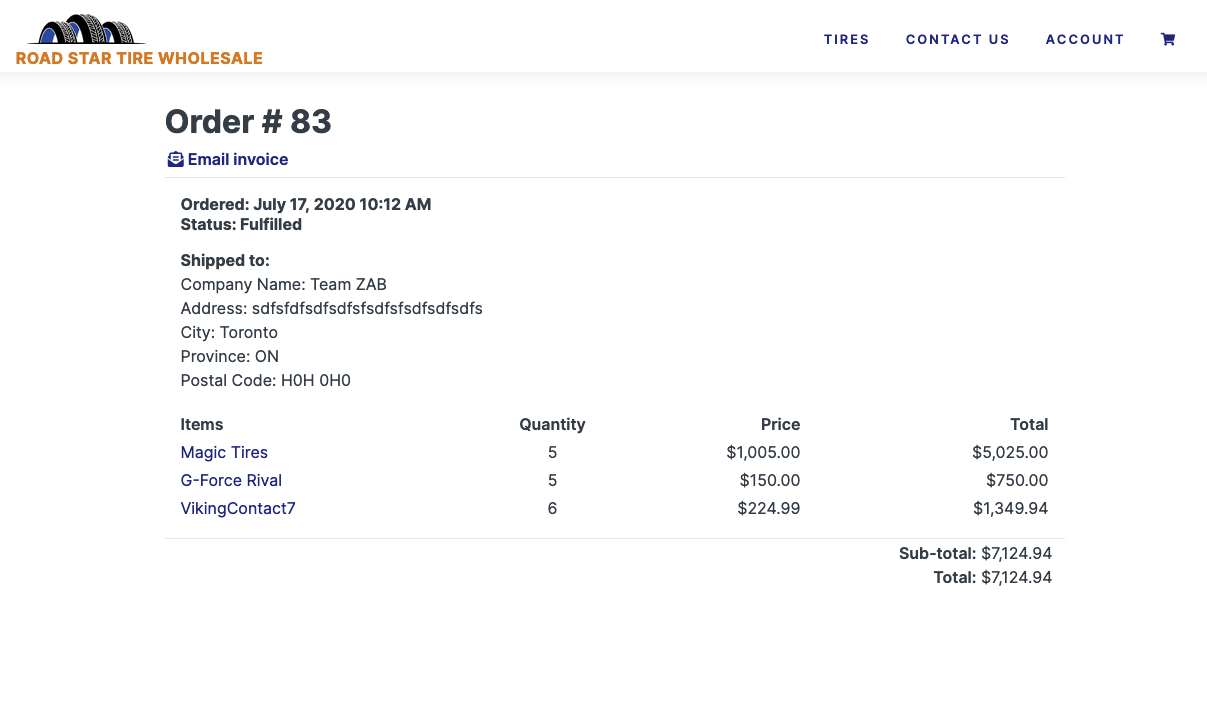 ROAD STAR TIRE WHOLESALE
TIRES CONTACT US ACCOUNT
Order # 83
Email invoice
Ordered: July 17, 2020 10:12 AM
Status: Fulfilled
Shipped to:
Company Name: Team ZAB
Address: sdfsfdfsdfsdfsfsdfsfsdfsdfsdfs
City: Toronto
Province: ON
Postal Code: H0H 0H0
Items Quantity Price Total
Magic Tires 5 $1,005.00 $5,025.00
G-Force Rival 5 $150.00 $750.00
VikingContact7 6 $224.99 $1,349.94
Sub-total: $7,124.94
Total: $7,124.94